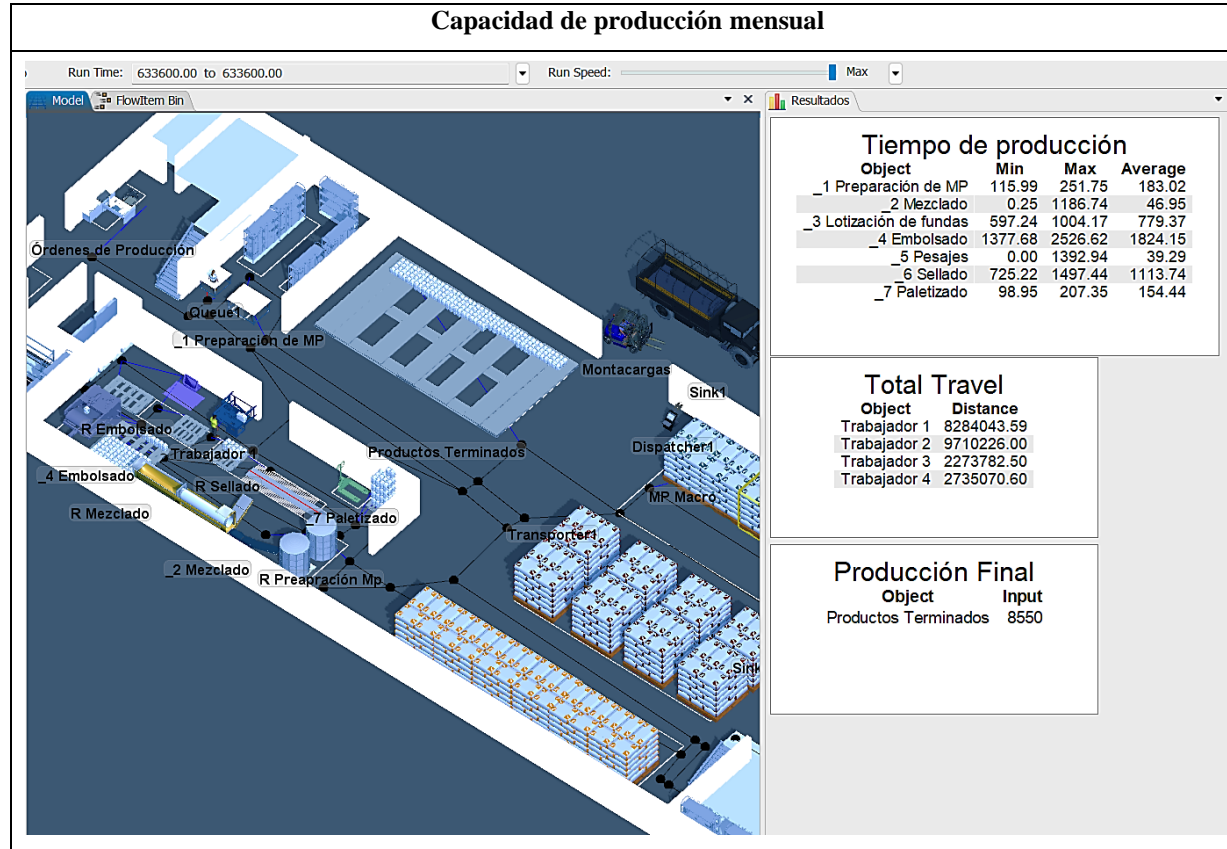 Capacidad de producción mensual
Run Time: 633600.00 to 633600.00 Run Speed: Max
Model FlowItem Bin
Resultados
Órdenes de Producción
Queue1
_1 Preparación de MP
Montacargas
Sink1
R Embolsado
Trabajador 1
Productos Terminados
Dispatcher1
_4 Embolsado
R Sellado
MP Macro
R Mezclado
_7 Paletizado
Transporter1
_2 Mezclado
R Preapración Mp
Sink
Tiempo de producción
Object Min Max Average
_1 Preparación de MP 115.99 251.75 183.02
_2 Mezclado 0.25 1186.74 46.95
_3 Lotización de fundas 597.24 1004.17 779.37
_4 Embolsado 1377.68 2526.62 1824.15
_5 Pesajes 0.00 1392.94 39.29
_6 Sellado 725.22 1497.44 1113.74
_7 Paletizado 98.95 207.35 154.44
Total Travel
Object Distance
Trabajador 1 8284043.59
Trabajador 2 9710226.00
Trabajador 3 2273782.50
Trabajador 4 2735070.60
Producción Final
Object Input
Productos Terminados 8550